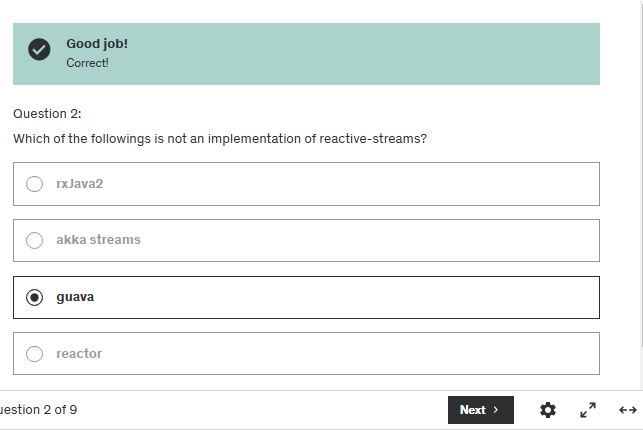 Good job!
Correct!
Question 2:
Which of the followings is not an implementation of reactive-streams?
rxJava2
akka streams
guava
reactor
uestion 2 of 9
Next